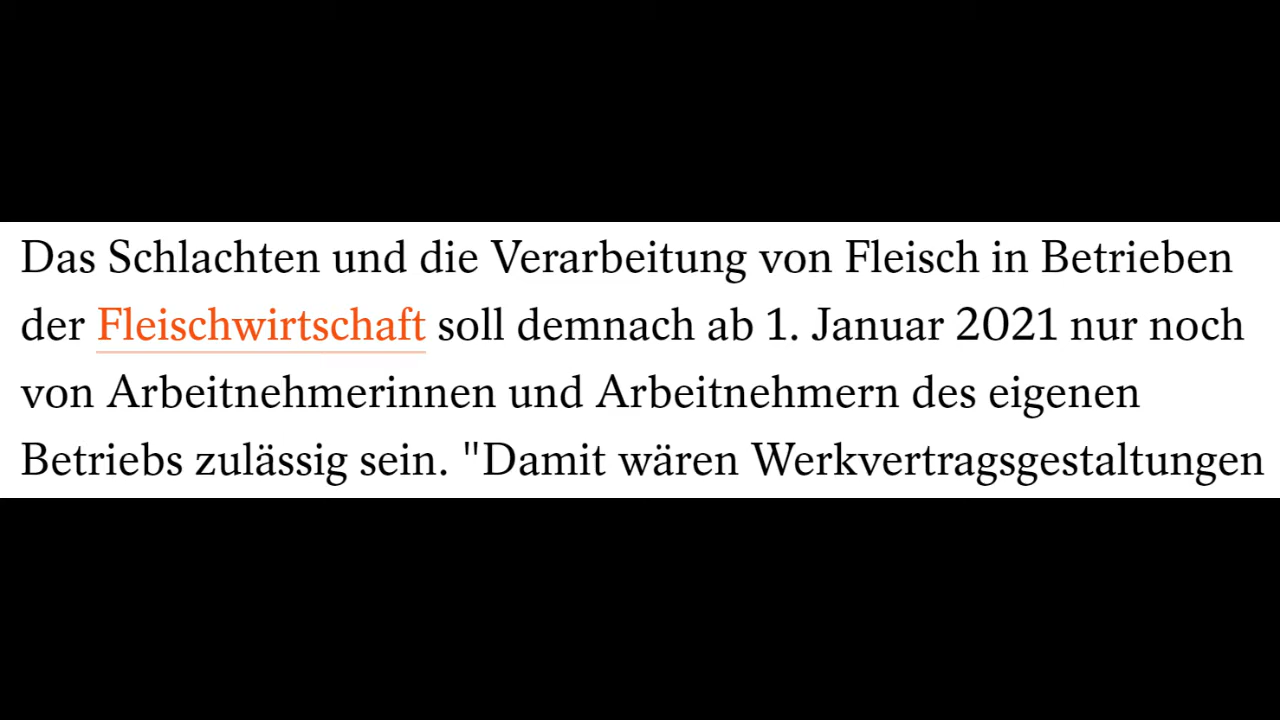 Das Schlachten und die Verarbeitung von Fleisch in Betrieben
der Fleischwirtschaft soll demnach ab 1. Januar 2021 nur noch
von Arbeitnehmerinnen und Arbeitnehmern des eigenen
Betriebs zulässig sein. "Damit wären Werkvertragsgestaltungen